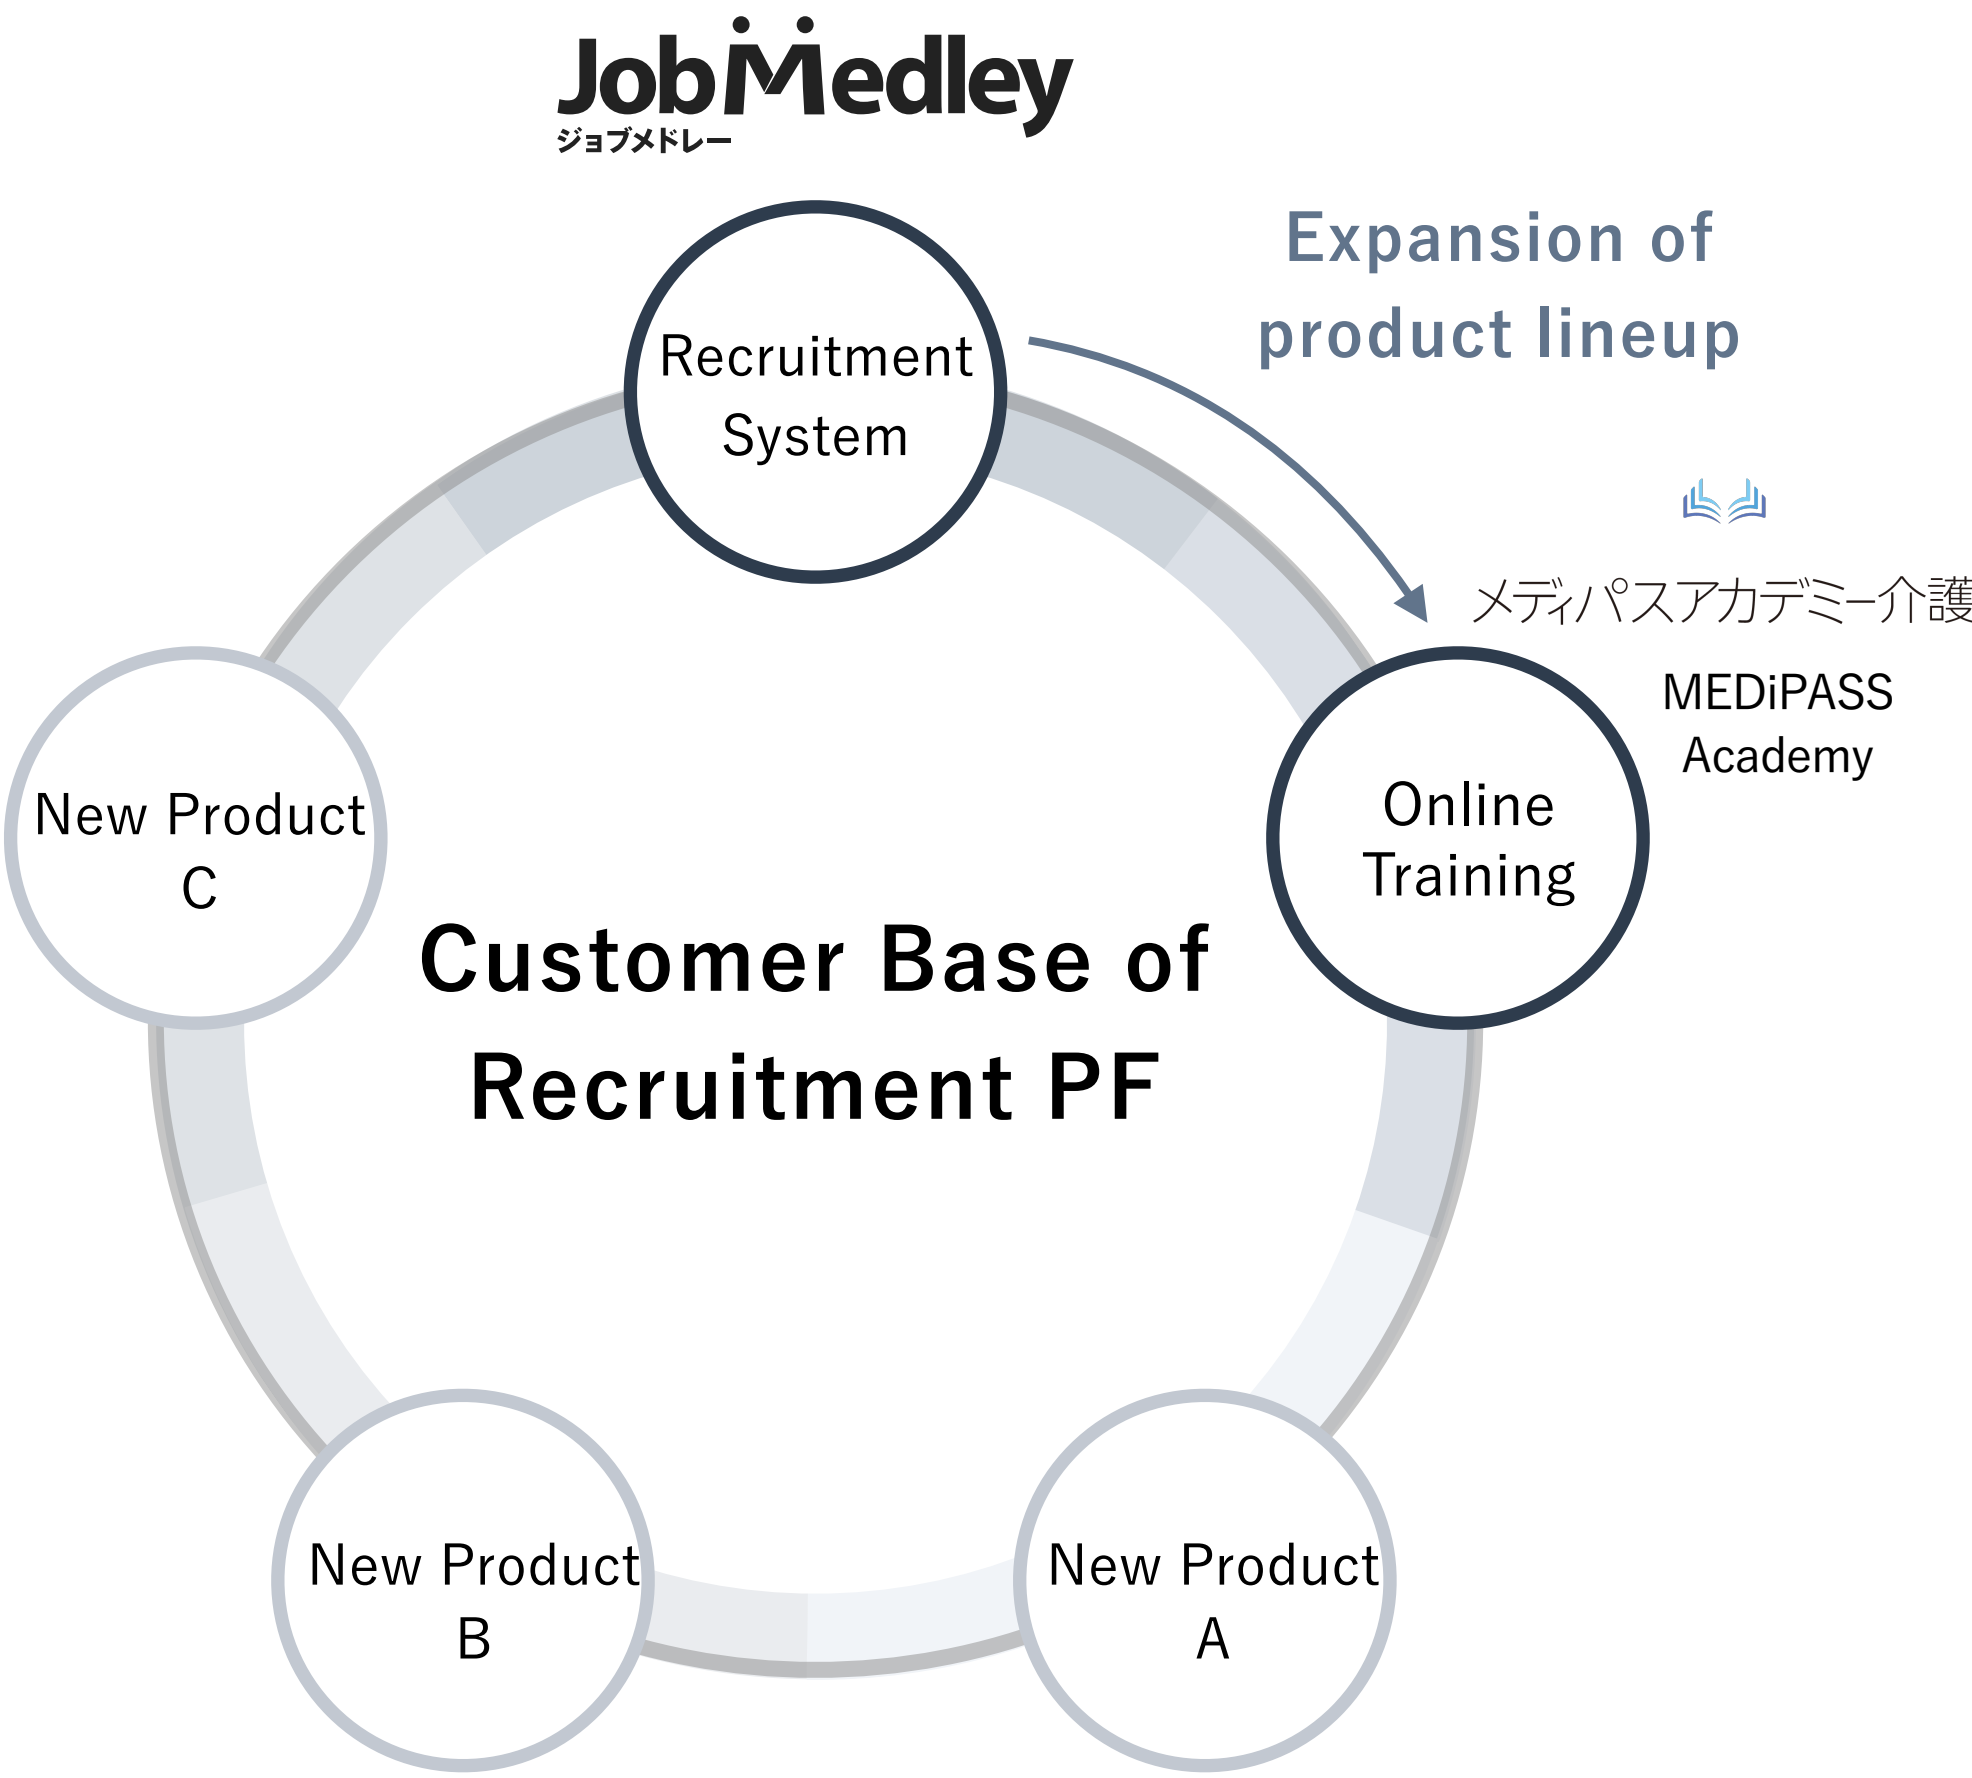 JobMedley
ジョブメドレー
Expansion of
product lineup
Recruitment
System
メディパスアカデミー介護
MEDiPASS
Academy
Online
Training
New Product
C
Customer Base of
Recruitment PF
New Product
B
New Product
A